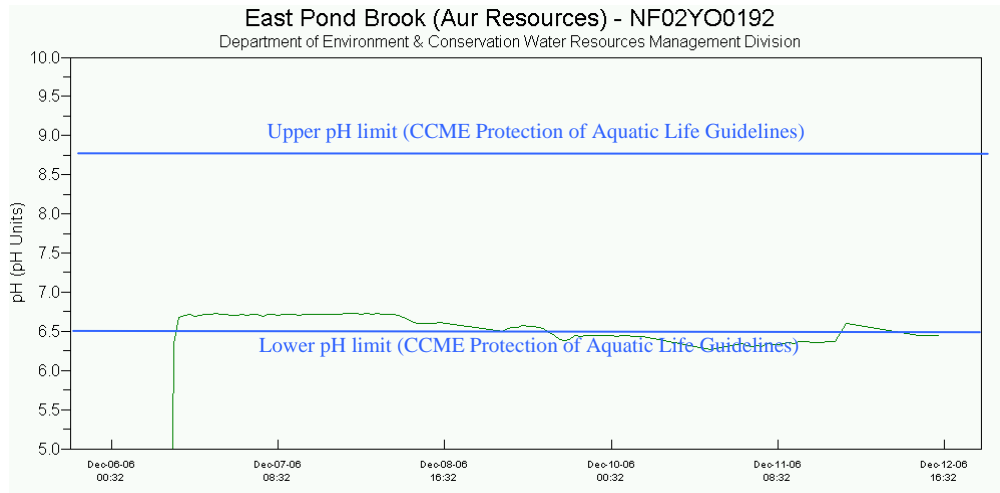 East Pond Brook (Aur Resources) - NF02YO0192
Department of Environment & Conservation Water Resources Management Division
10.0
9.5
Upper pH limit (CCME Protection of Aquatic Life Guidelines)
9.0
8.5
8.0
pH (pH Units)
7.5
7.0
6.5
Lower pH limit (CCME Protection of Aquatic Life Guidelines)
6.0
5.5
5.0
Dec-06-06 Dec-07-06 Dec-08-06 Dec-10-06 Dec-11-06 Dec-12-06
00:32 08:32 16:32 00:32 08:32 16:32